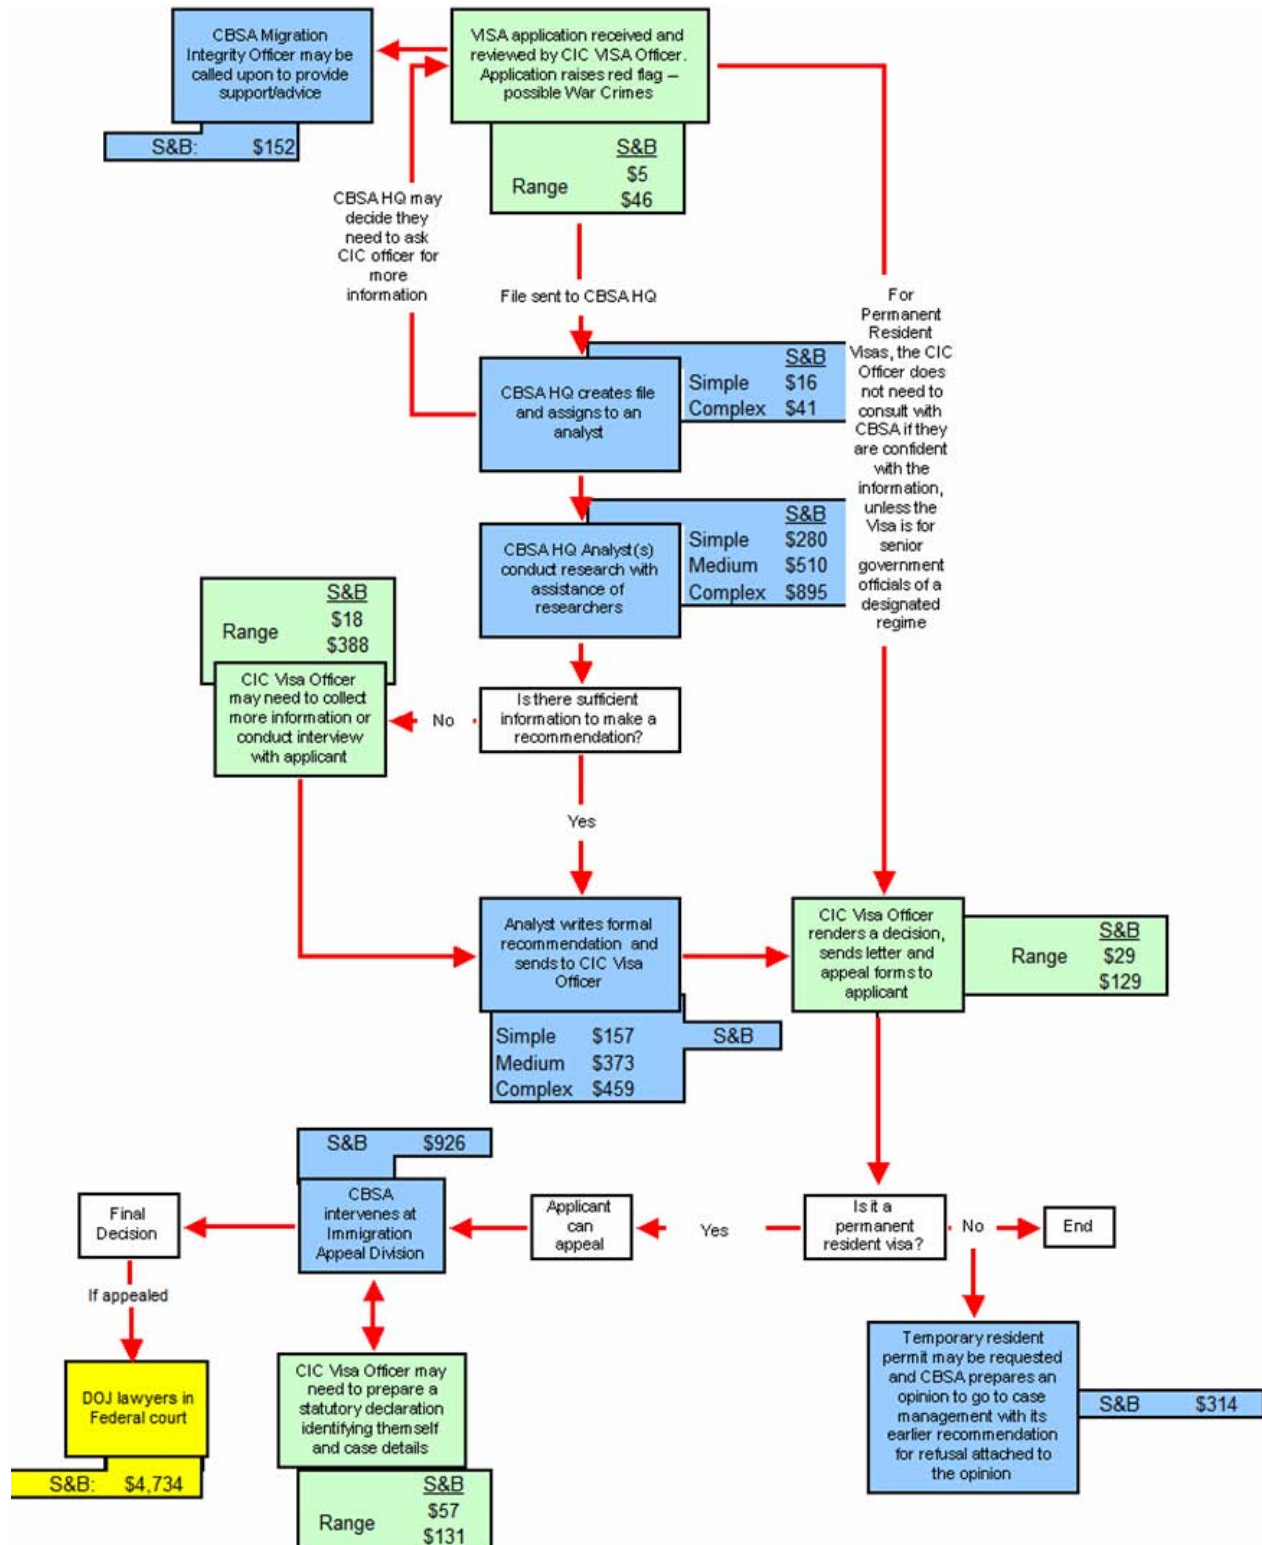 CBSA Migration
Integrity Officer may be
called upon to provide
support/advice
S&B: $152
VISA application received and
reviewed by CIC VISA Officer.
Application raises red flag –
possible War Crimes
S&B
Range
$5
$46
CBSA HQ may
decide they
need to ask
CIC officer for
more
information
File sent to CBSA HQ
For
Permanent
Resident
Visas, the CIC
Officer does
not need to
consult with
CBSA if they
are confident
with the
information,
unless the
Visa is for
senior
government
officials of a
designated
regime
CBSA HQ creates file
and assigns to an
analyst
S&B
Simple $16
Complex $41
CBSA HQ Analyst(s)
conduct research with
assistance of
researchers
S&B
Simple $280
Medium $510
Complex $895
S&B
Range
$18
$388
CIC Visa Officer
may need to collect
more information or
conduct interview
with applicant
No
Is there sufficient
information to make a
recommendation?
Yes
Analyst writes formal
recommendation and
sends to CIC Visa
Officer
Simple $157 S&B
Medium $373
Complex $459
CIC Visa Officer
renders a decision,
sends letter and
appeal forms to
applicant
S&B
Range $29
$129
S&B $926
CBSA
intervenes at
Immigration
Appeal Division
Final
Decision
If appealed
DOJ lawyers in
Federal court
S&B: $4,734
Applicant
can
appeal
Yes
Is it a
permanent
resident visa?
No
End
CIC Visa Officer may
need to prepare a
statutory declaration
identifying themself
and case details
S&B
Range
$57
$131
Temporary resident
permit may be requested
and CBSA prepares an
opinion to go to case
management with its
earlier recommendation
for refusal attached to
the opinion
S&B $314